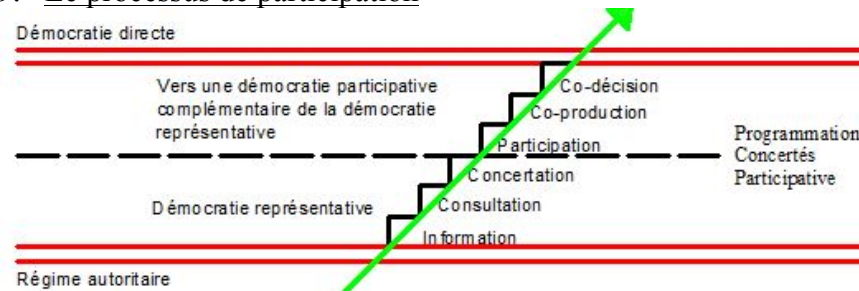 Le processus de participation
Démocratie directe
Vers une démocratie participative
complémentaire de la démocratie
représentative
Co-décision
Co-production
Participation
Concertation
Démocratie représentative
Consultation
Information
Programmation
Concertés
Participative
Régime autoritaire